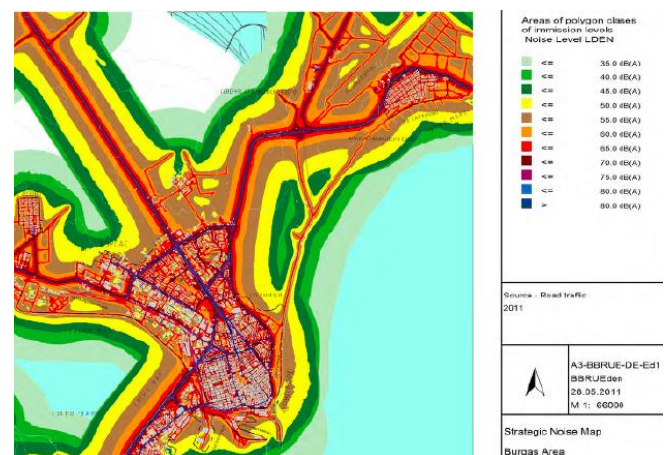 Areas of polygon clases
of immission levels
Noise Level LDEN
<= 35.0 dB(A)
<= 40.0 dB(A)
<= 45.0 dB(A)
<= 50.0 dB(A)
<= 55.0 dB(A)
<= 60.0 dB(A)
<= 65.0 dB(A)
<= 70.0 dB(A)
<= 75.0 dB(A)
<= 80.0 dB(A)
> 80.0 dB(A)
Source - Road traffic
2011
A3-BBRUE-DE-Ed1
BBRUEden
26.05.2011
M 1: 66000
Strategic Noise Map
Burgas Area